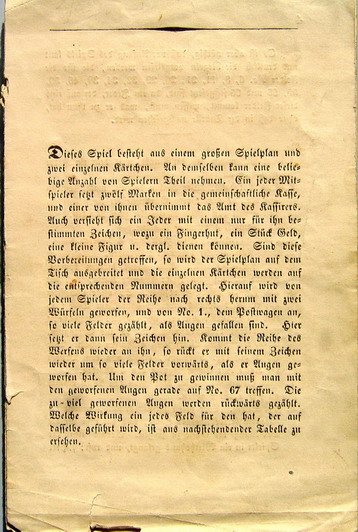 Dieses Spiel besteht aus einem großen Spielplan und
zwei einzelnen Kärtchen. An demselben kann eine belie-
bige Anzahl von Spielern Theil nehmen. Ein jeder Mit-
spieler setzt zwölf Marken in die gemeinschaftliche Kasse,
und einer von ihnen übernimmt das Amt des Kassirers.
Auch versieht sich ein Jeder mit einem nur für ihn be-
stimmten Zeichen, wozu ein Fingerhut, ein Stück Geld,
eine kleine Figur u. dergl. dienen können. Sind diese
Vorbereitungen getroffen, so wird der Spielplan auf dem
Tisch ausgebreitet und die einzelnen Kärtchen werden auf
die entsprechenden Nummern gelegt. Hierauf wird von
jedem Spieler der Reihe nach rechts herum mit zwei
Würfeln geworfen, und von No. 1., dem Postwagen an,
so viele Felder gezählt, als Augen gefallen sind. Hier
setzt er dann sein Zeichen hin. Kommt die Reihe des
Werfens wieder an ihn, so rückt er mit seinem Zeichen
wieder um so viele Felder vorwärts, als er Augen ge-
worfen hat. Um den Pot zu gewinnen muß man mit
den geworfenen Augen gerade auf No. 67 treffen. Die
zu-viel geworfenen Augen werden rückwärts gezählt.
Welche Wirkung ein jedes Feld für den hat, der auf
dasselbe geführt wird, ist aus nachstehender Tabelle zu
ersehen.